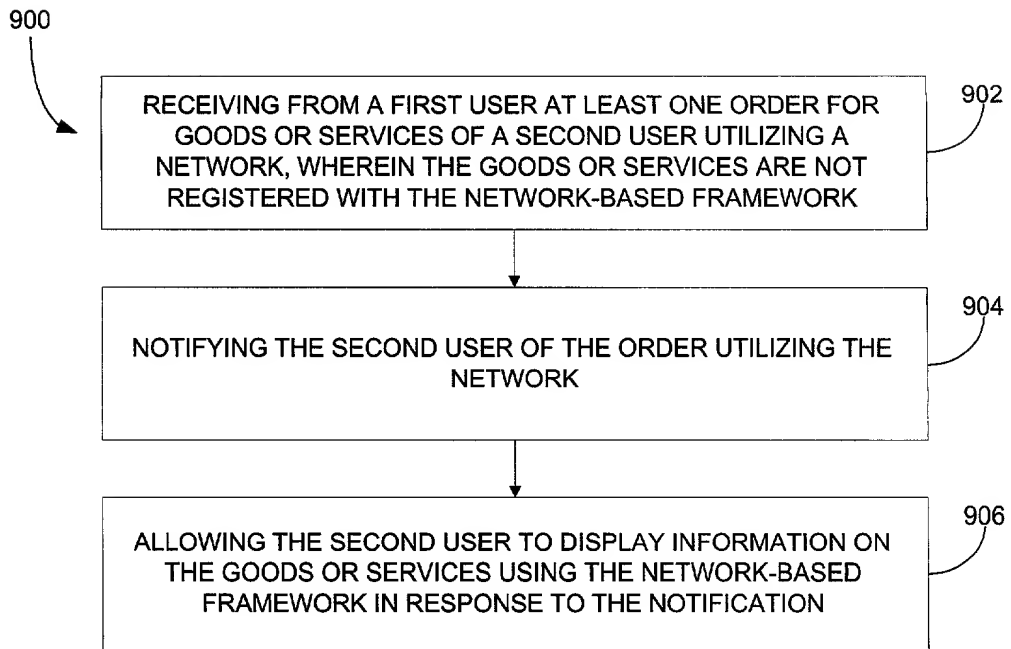 900
RECEIVING FROM A FIRST USER AT LEAST ONE ORDER FOR
GOODS OR SERVICES OF A SECOND USER UTILIZING A
NETWORK, WHEREIN THE GOODS OR SERVICES ARE NOT
REGISTERED WITH THE NETWORK-BASED FRAMEWORK
902
NOTIFYING THE SECOND USER OF THE ORDER UTILIZING THE
NETWORK
904
ALLOWING THE SECOND USER TO DISPLAY INFORMATION ON
THE GOODS OR SERVICES USING THE NETWORK-BASED
FRAMEWORK IN RESPONSE TO THE NOTIFICATION
906